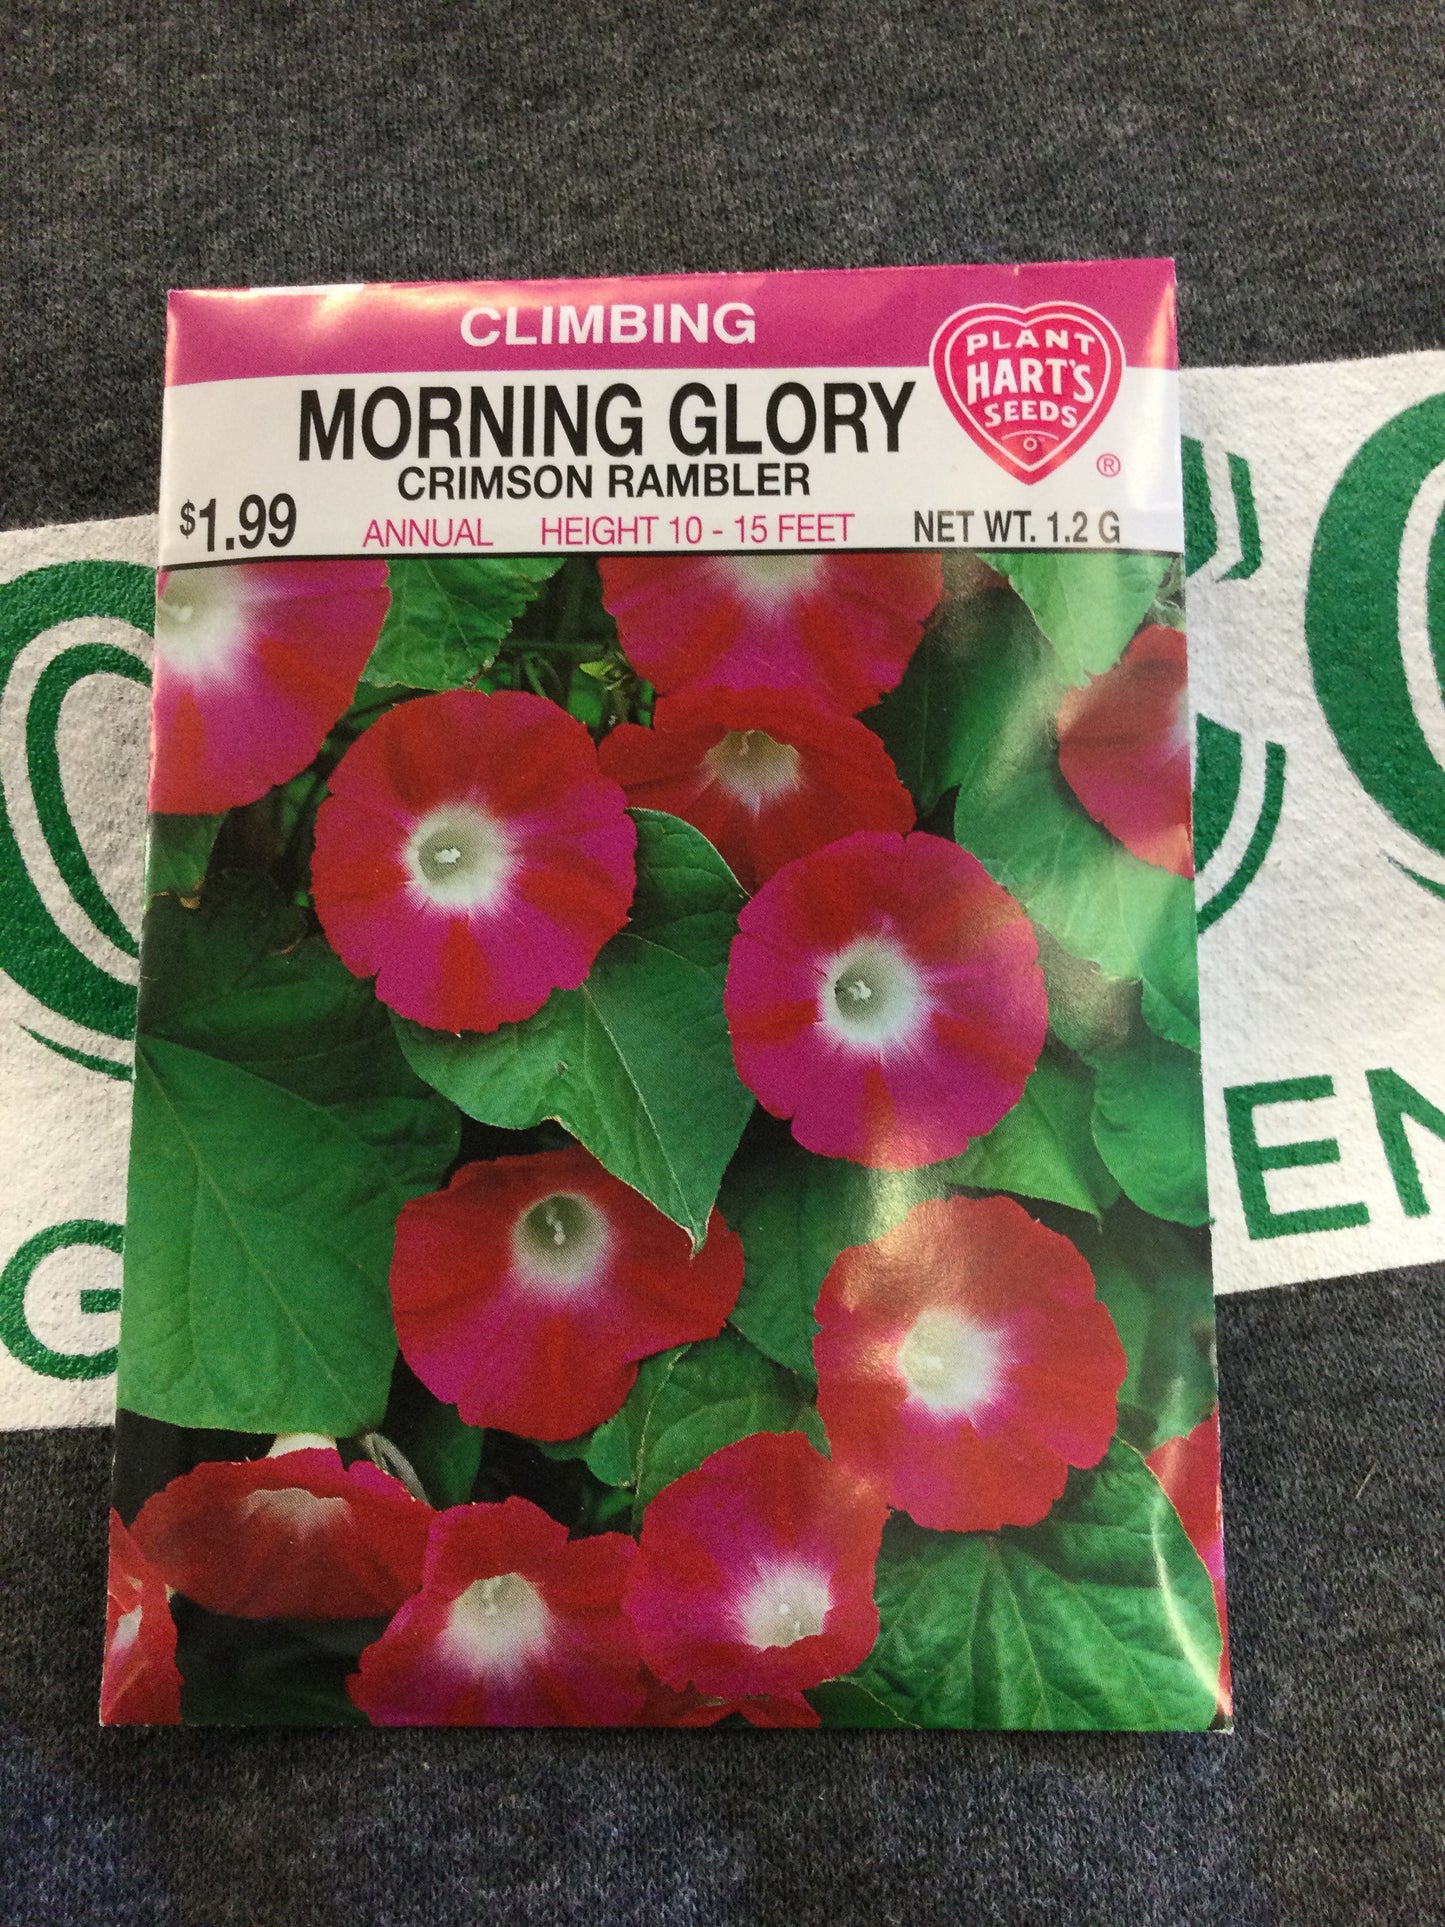 CLIMBING
PLANT
HART'S
SEEDS
®
MORNING GLORY
CRIMSON RAMBLER
$1.99
ANNUAL HEIGHT 10 - 15 FEET NET WT. 1.2 G